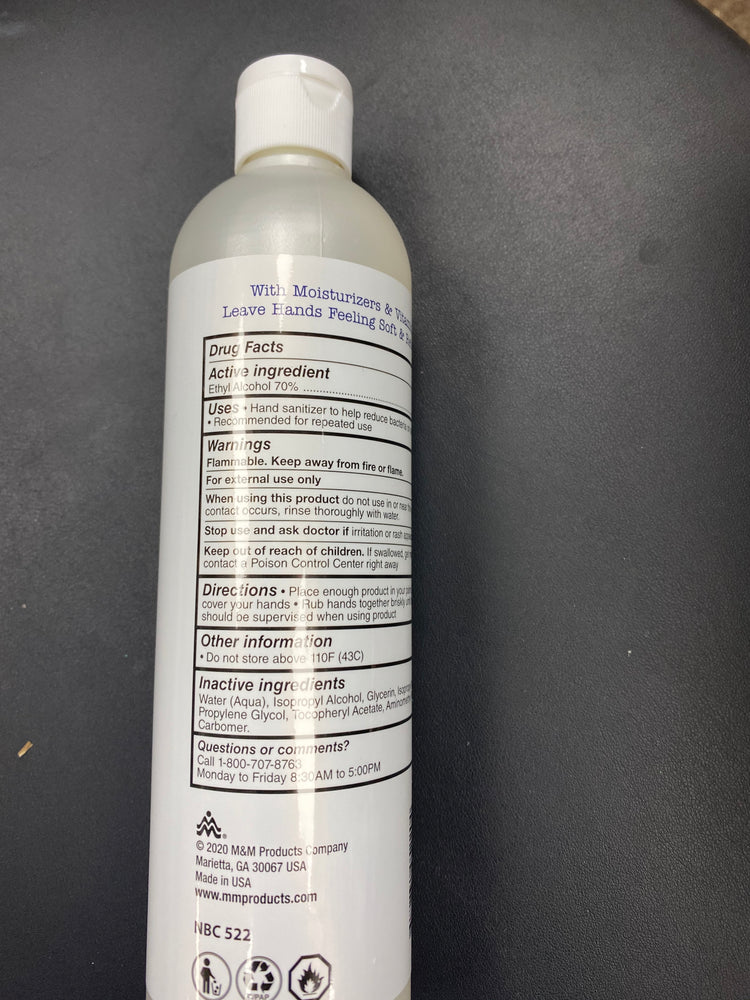 With Moisturizers &
Leave Hands Feeling Soft &
Drug Facts
Active ingredient
Ethyl Alcohol 70% ..............................
Uses • Hand sanitizer to help reduce bacteria
• Recommended for repeated use
Warnings
Flammable. Keep away from fire or flame.
For external use only
When using this product do not use in or near
contact occurs, rinse thoroughly with water.
Stop use and ask doctor if irritation or rash
Keep out of reach of children. If swallowed,
contact a Poison Control Center right away
Directions • Place enough product in your
cover your hands • Rub hands together briskly
should be supervised when using product
Other information
• Do not store above 110F (43C)
Inactive ingredients
Water (Aqua), Isopropyl Alcohol, Glycerin,
Propylene Glycol, Tocopheryl Acetate,
Carbomer.
Questions or comments?
Call 1-800-707-8763
Monday to Friday 8:30AM to 5:00PM
®
© 2020 M&M Products Company
Marietta, GA 30067 USA
Made in USA
www.mmproducts.com
NBC 522
C/PAP